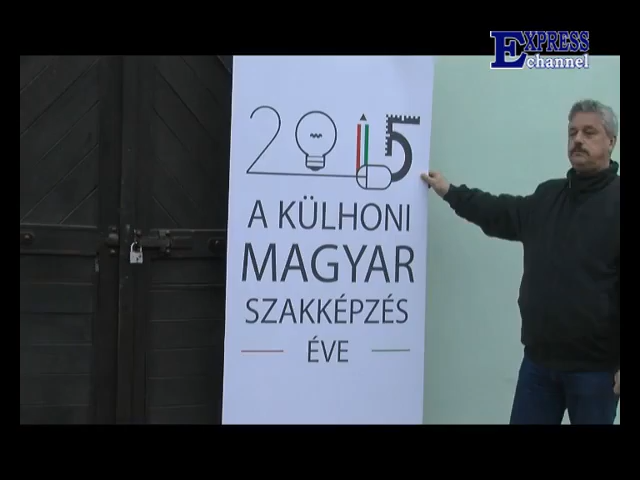 EXPRESS
channel
2015
A KÜLHONI
MAGYAR
SZAKKÉPZÉS
ÉVE